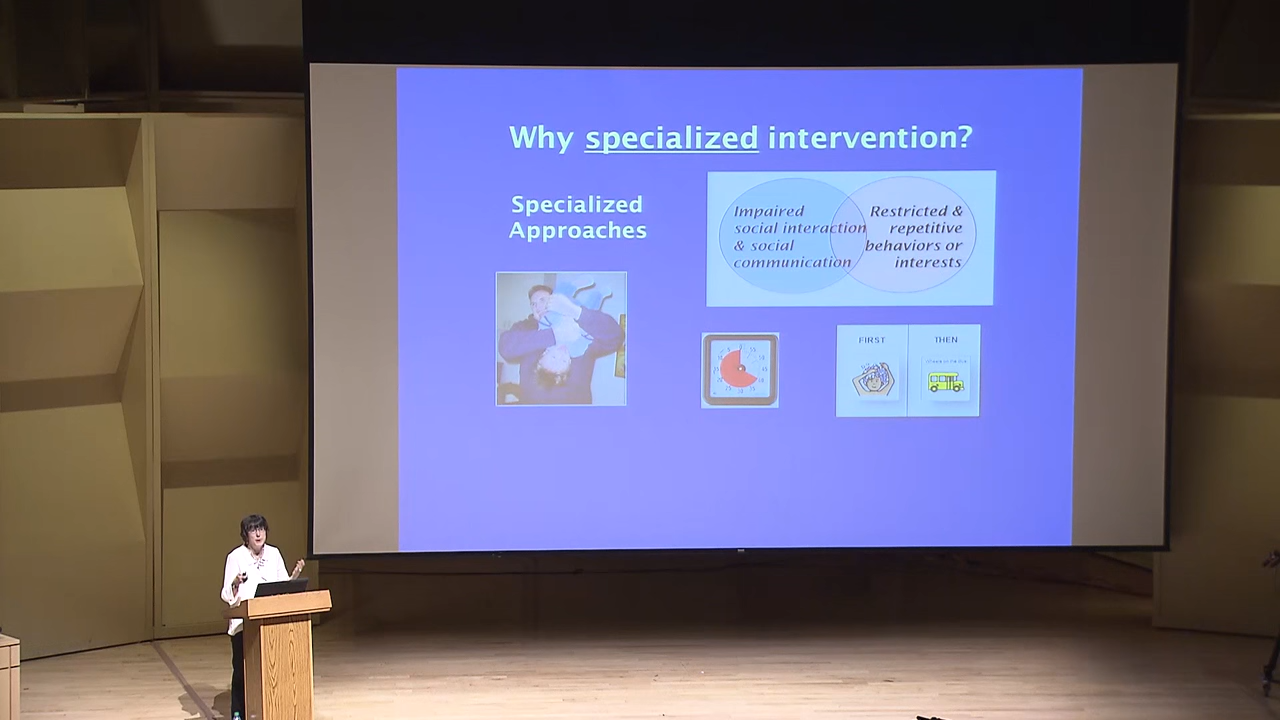 Why specialized intervention?
Specialized
Approaches
Impaired
social interaction
& social
communication
Restricted &
repetitive
behaviors or
interests
FIRST
THEN